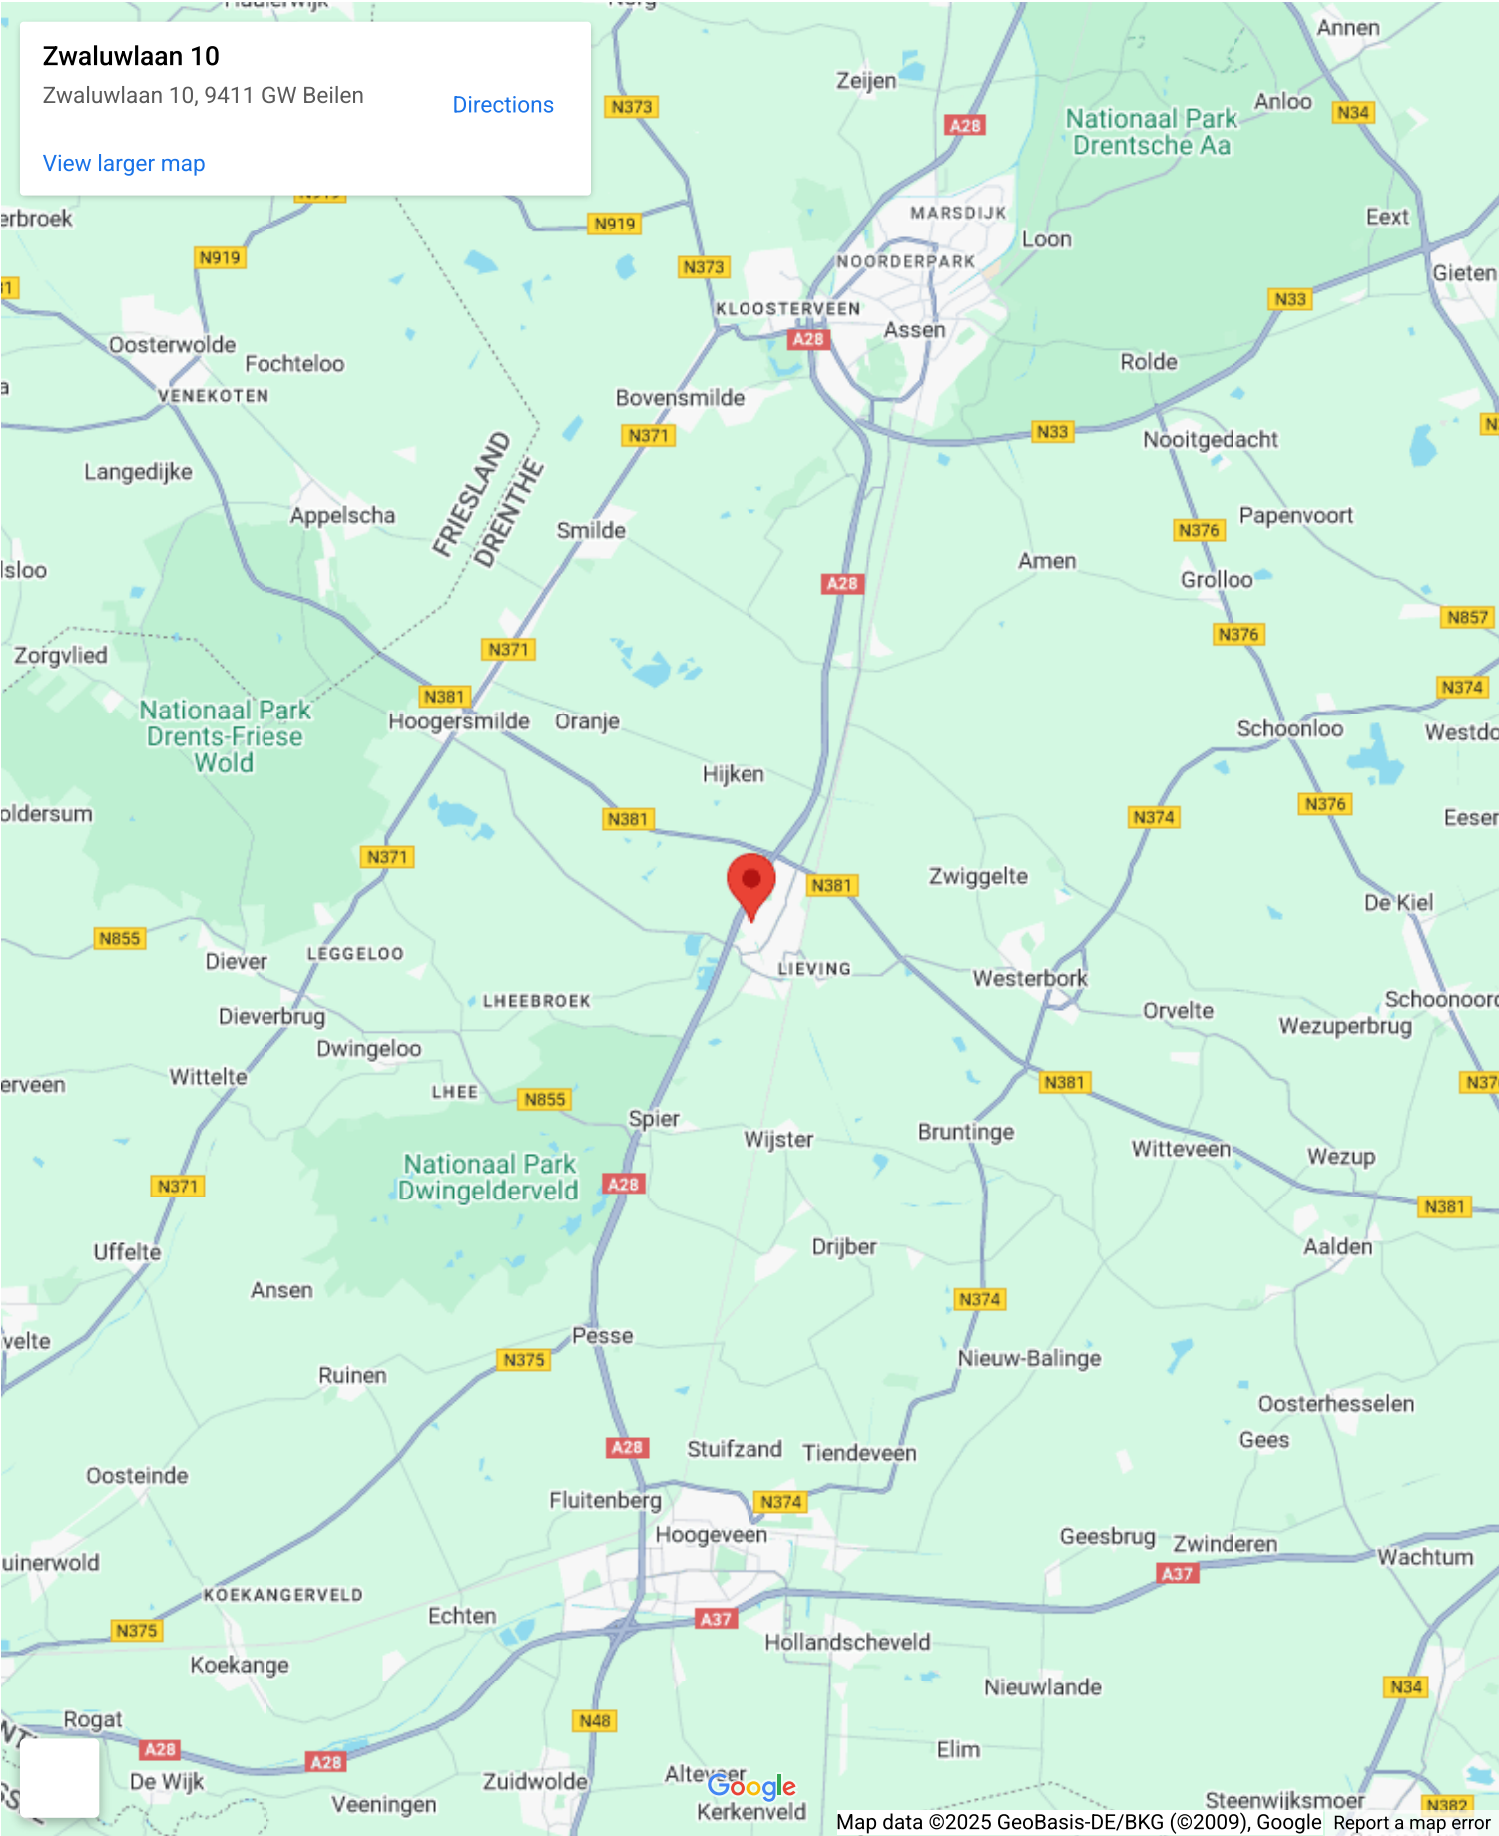 Norg
Annen
Zwaluwlaan 10
Zwaluwlaan 10, 9411 GW Beilen
Directions
View larger map
Zeijen
N373
A28
Anloo
N34
Nationaal Park
Drentsche Aa
N919
erbroek
N919
MARSDIJK
Loon
Eext
N919
NOORDERPARK
N373
Gieten
N33
KLOOSTERVEEN
Assen
A28
Oosterwolde
Fochteloo
Rolde
VENEKOTEN
Bovensmilde
N371
N33
Nooitgedacht
Langedijke
FRIESLAND
DRENTHE
Appelscha
Smilde
N376
Papenvoort
lsloo
Amen
A28
Grolloo
N857
N376
Zorgvlied
N371
N374
N381
Nationaal Park
Drents-Friese
Wold
Hoogersmilde
Oranje
Schoonloo
Westdo
Hijken
oldersum
N381
N374
N376
Eeser
N371
N381
Zwiggelte
De Kiel
N855
LEGGELOO
Diever
LIEVING
Westerbork
LHEEBROEK
Schoonoord
Dieverbrug
Orvelte
Wezuperbrug
Dwingeloo
Wittelte
erveen
LHEE
N855
N381
N376
Spier
Wijster
Bruntinge
Witteveen
Wezup
Nationaal Park
Dwingelderveld
N371
A28
N381
Uffelte
Drijber
Aalden
Ansen
N374
velte
Pesse
N375
Nieuw-Balinge
Ruinen
Oosterhesselen
Gees
A28
Stuifzand
Tiendeveen
Oosteinde
Fluitenberg
N374
Hoogeveen
Geesbrug
Zwinderen
Wachtum
uinerwold
A37
KOEKANGERVELD
Echten
A37
N375
Hollandscheveld
Koekange
Nieuwlande
N34
Rogat
N48
A28
A28
Elim
De Wijk
Zuidwolde
Alteveer
Google
Veeningen
Kerkenveld
Steenwijksmoer
N382
Map data ©2025 GeoBasis-DE/BKG (©2009), Google
Report a map error